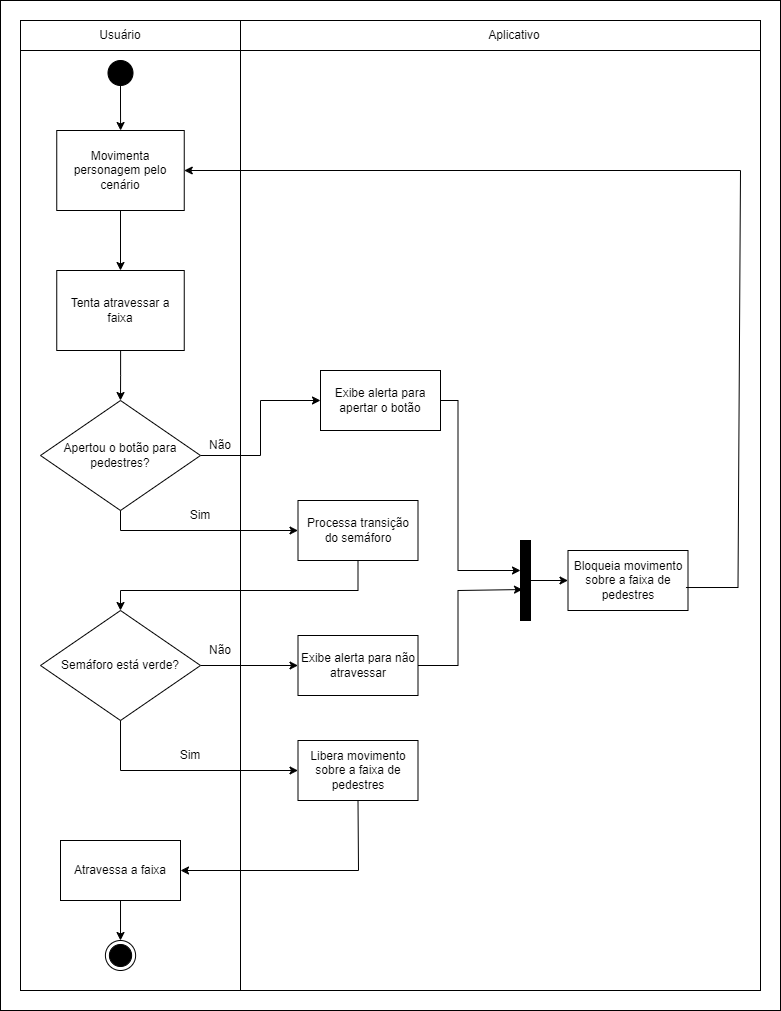 Usuário
Aplicativo
Movimenta
personagem pelo
cenário
Tenta atravessar a
faixa
Exibe alerta para
apertar o botão
Apertou o botão para
pedestres?
Não
Sim
Processa transição
do semáforo
Bloqueia movimento
sobre a faixa de
pedestres
Semáforo está verde?
Não
Exibe alerta para não
atravessar
Sim
Libera movimento
sobre a faixa de
pedestres
Atravessa a faixa